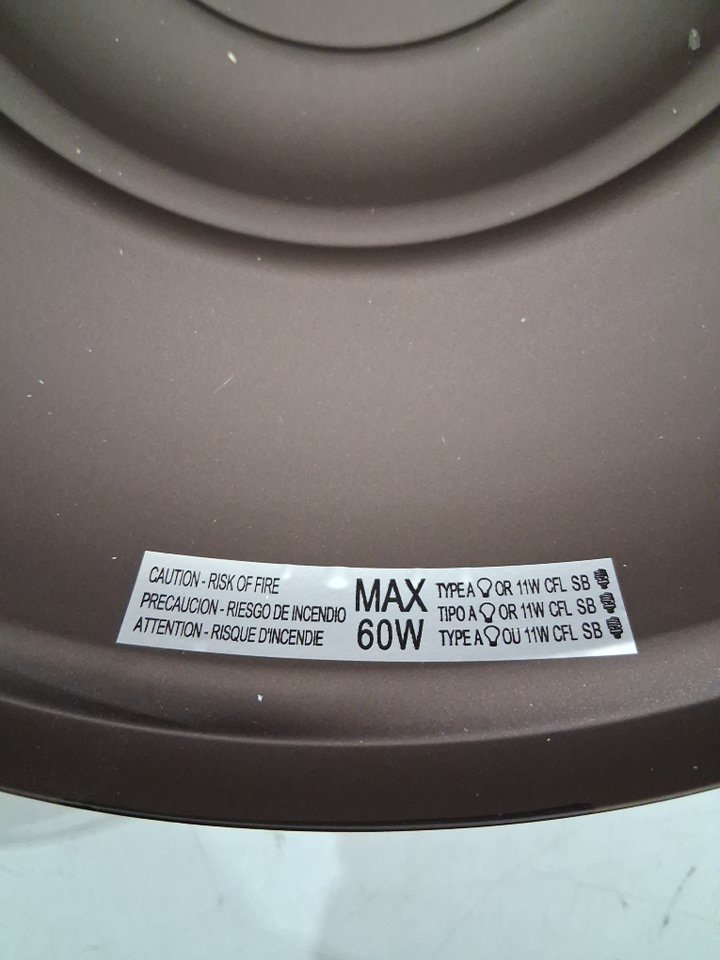 CAUTION - RISK OF FIRE
PRECAUCION - RIESGO DE INCENDIO
ATTENTION - RISQUE D'INCENDIE
MAX
60W
TYPE A OR 11W CFL SB
TIPO A OR 11W CFL SB
TYPE A OU 11W CFL SB